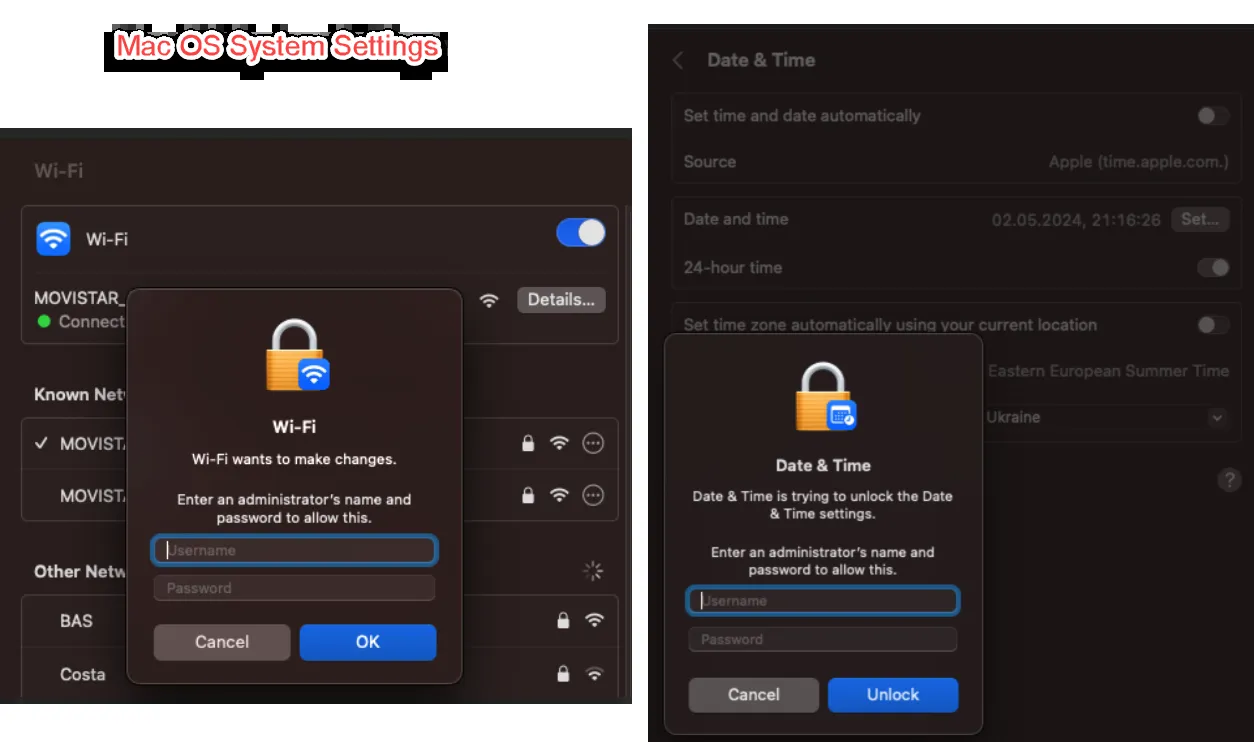 Mac OS System Settings
Wi-Fi
Wi-Fi
MOVISTAR_
Details...
Connect
Wi-Fi
Wi-Fi wants to make changes.
Enter an administrator's name and
password to allow this.
Username
Password
Cancel
OK
Known Net
MOVIST
MOVIST
Other Netw
BAS
Costa
Date & Time
Set time and date automatically
Source
Apple (time.apple.com.)
Date and time
02.05.2024, 21:16:26
Set...
24-hour time
Set time zone automatically using your current location
Eastern European Summer Time
Ukraine
?
Date & Time
Date & Time is trying to unlock the Date
& Time settings.
Enter an administrator's name and
password to allow this.
Username
Password
Cancel
Unlock